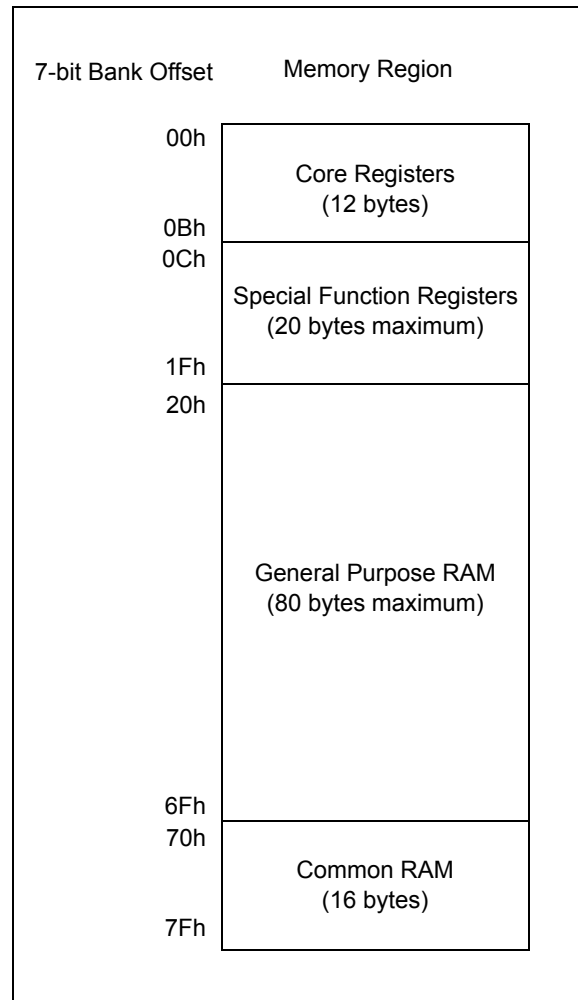 7-bit Bank Offset Memory Region
00h
Core Registers
(12 bytes)
0Bh
0Ch
Special Function Registers
(20 bytes maximum)
1Fh
20h
General Purpose RAM
(80 bytes maximum)
6Fh
70h
Common RAM
(16 bytes)
7Fh